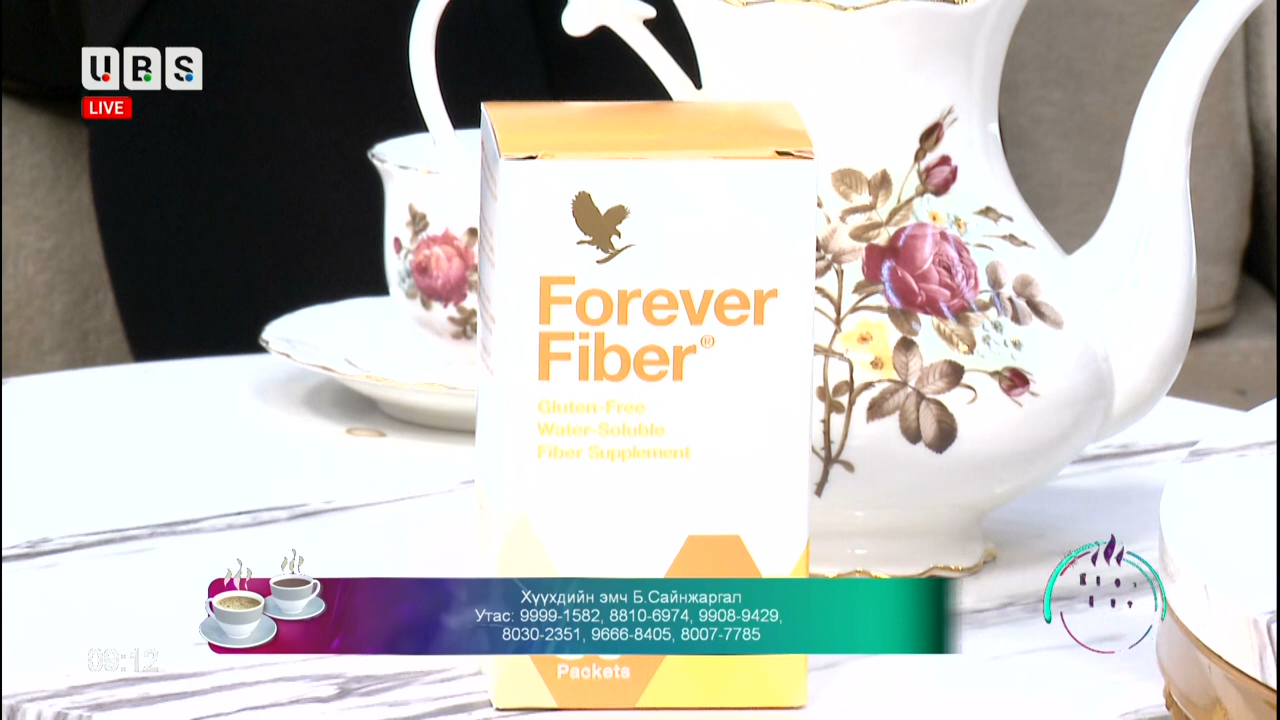 UBS
LIVE
Forever
Fiber®
Gluten-Free
Water-Soluble
Fiber Supplement
Хүүхдийн эмч Б.Сайнжаргал
Утас: 9999-1582, 8810-6974, 9908-9429,
8030-2351, 9666-8405, 8007-7785
Packets
09:12